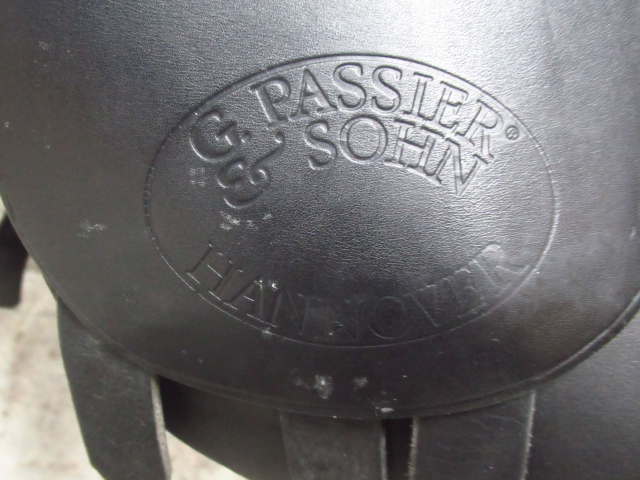 G. PASSIER®
& SOHN
HANNOVER